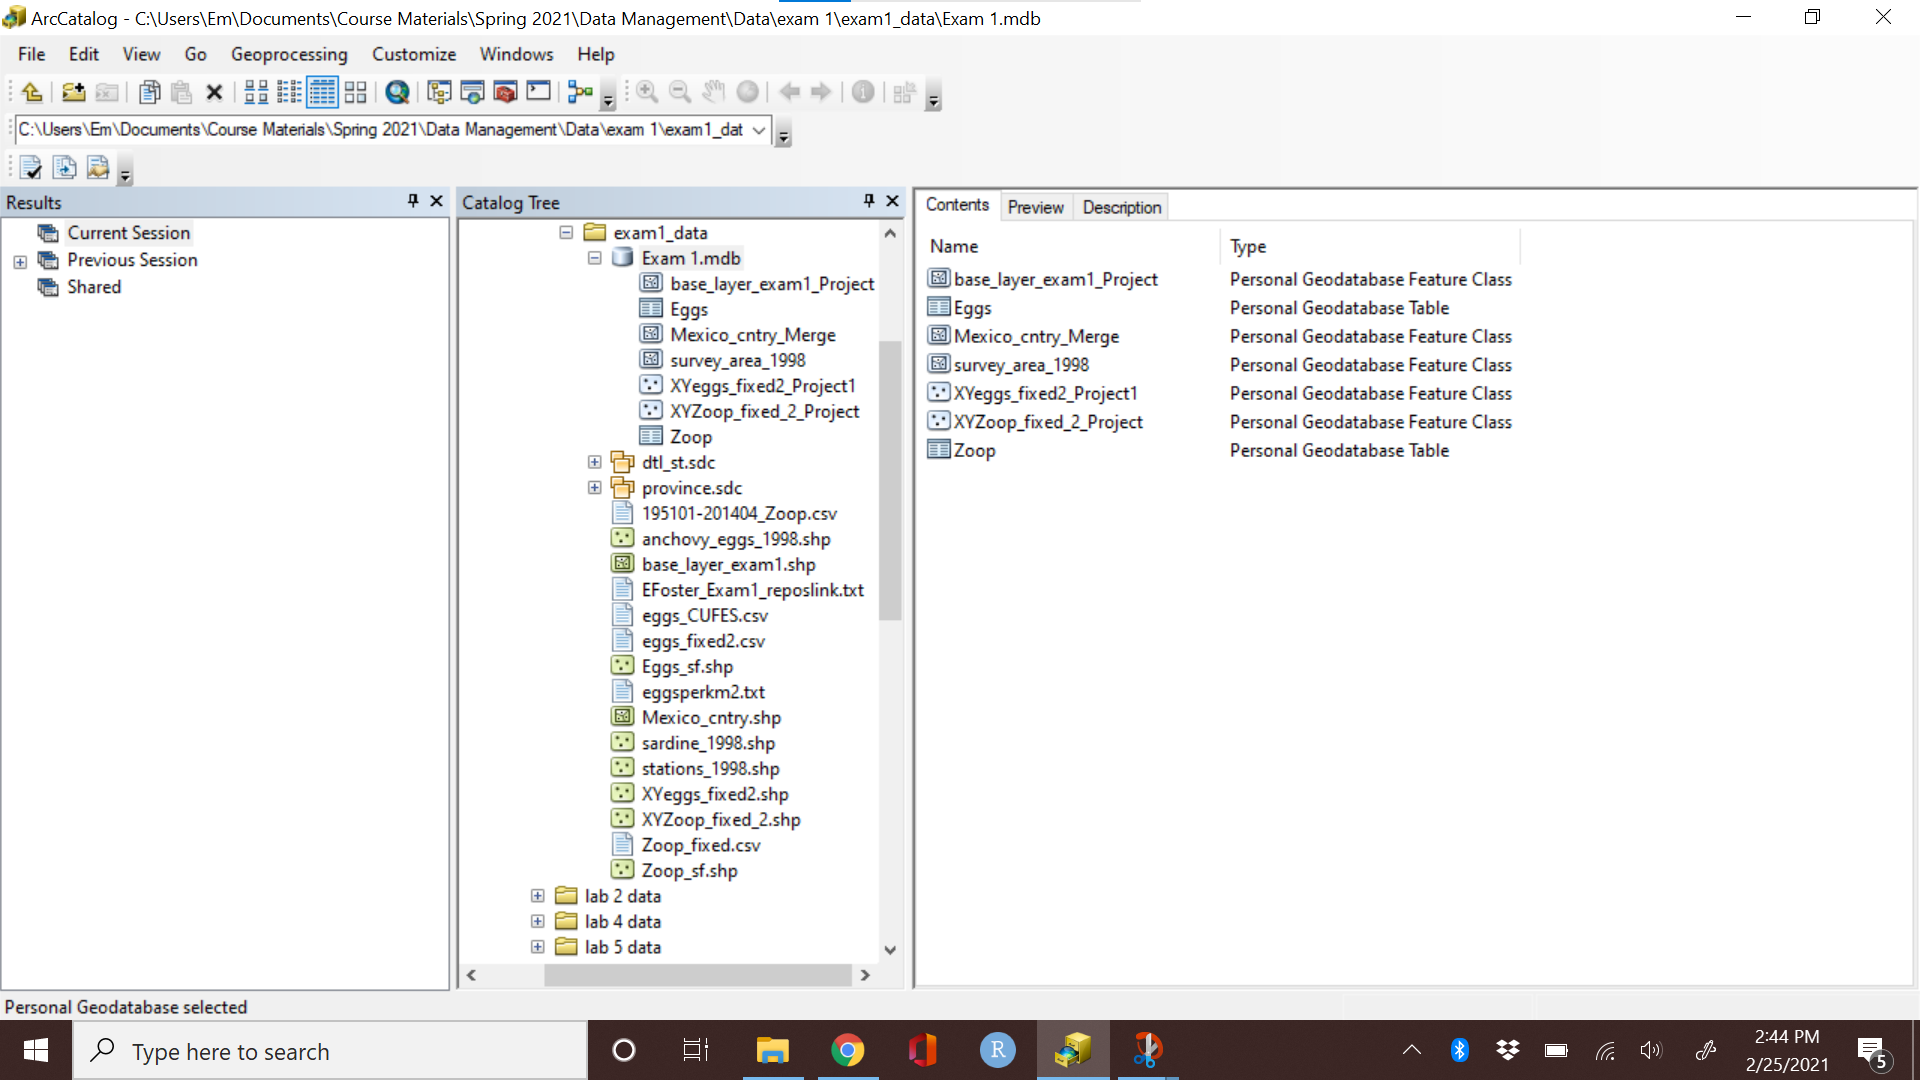 ArcCatalog - C:\Users\Em\Documents\Course Materials\Spring 2021\Data Management\Data\exam 1\exam1_data\Exam 1.mdb
File Edit View Go Geoprocessing Customize Windows Help
C:\Users\Em\Documents\Course Materials\Spring 2021\Data Management\Data\exam 1\exam1_dat
Results
Current Session
Previous Session
Shared
Catalog Tree
exam1_data
Exam 1.mdb
base_layer_exam1_Project
Eggs
Mexico_cntry_Merge
survey_area_1998
XYeggs_fixed2_Project1
XYZoop_fixed_2_Project
Zoop
dtl_st.sdc
province.sdc
195101-201404_Zoop.csv
anchovy_eggs_1998.shp
base_layer_exam1.shp
EFoster_Exam1_reposlink.txt
eggs_CUFES.csv
eggs_fixed2.csv
Eggs_sf.shp
eggsperkm2.txt
Mexico_cntry.shp
sardine_1998.shp
stations_1998.shp
XYeggs_fixed2.shp
XYZoop_fixed_2.shp
Zoop_fixed.csv
Zoop_sf.shp
lab 2 data
lab 4 data
lab 5 data
Contents Preview Description
Name Type
base_layer_exam1_Project Personal Geodatabase Feature Class
Eggs Personal Geodatabase Table
Mexico_cntry_Merge Personal Geodatabase Feature Class
survey_area_1998 Personal Geodatabase Feature Class
XYeggs_fixed2_Project1 Personal Geodatabase Feature Class
XYZoop_fixed_2_Project Personal Geodatabase Feature Class
Zoop Personal Geodatabase Table
Personal Geodatabase selected
Type here to search
R
2:44 PM
2/25/2021
5